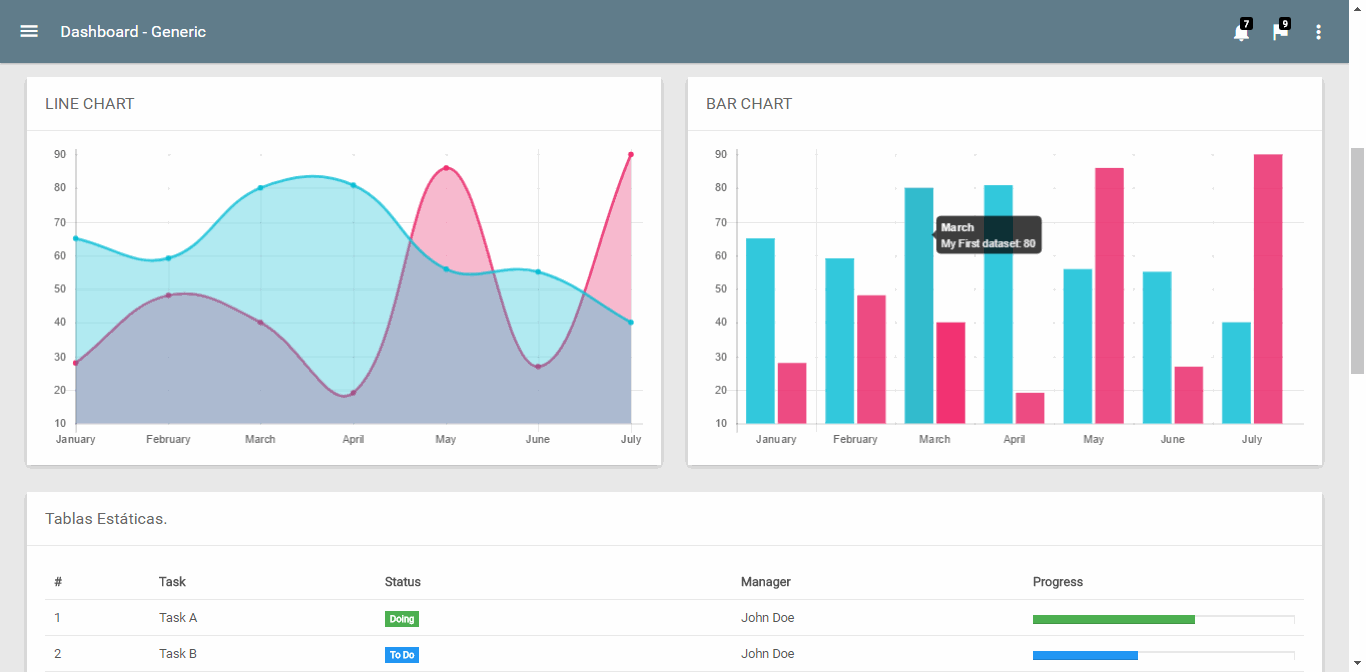 Dashboard - Generic
7
9
LINE CHART
90
80
70
60
50
40
30
20
10
January February March April May June July
BAR CHART
90
80
70
60
50
40
30
20
10
March
My First dataset: 80
January February March April May June July
Tablas Estáticas.
# Task Status Manager Progress
1 Task A Doing John Doe
2 Task B To Do John Doe